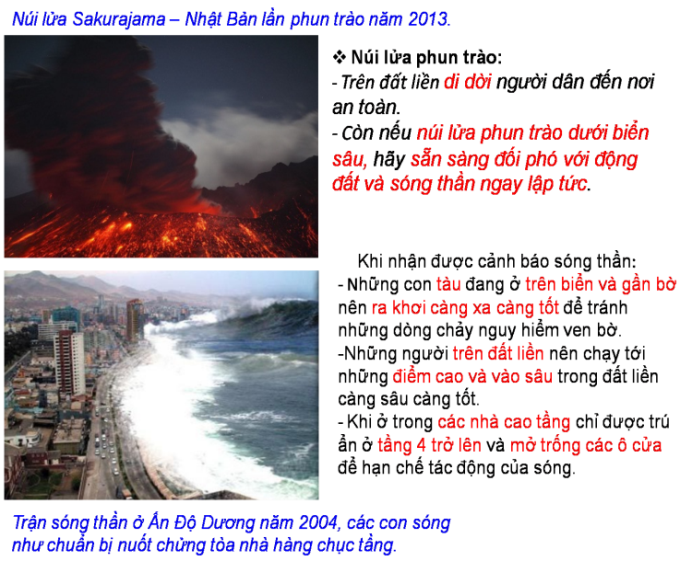 Núi lửa Sakurajama – Nhật Bản lần phun trào năm 2013.
❖ Núi lửa phun trào:
- Trên đất liền di dời người dân đến nơi
an toàn.
- Còn nếu núi lửa phun trào dưới biển
sâu, hãy sẵn sàng đối phó với động
đất và sóng thần ngay lập tức.
Khi nhận được cảnh báo sóng thần:
- Những con tàu đang ở trên biển và gần bờ
nên ra khơi càng xa càng tốt để tránh
những dòng chảy nguy hiểm ven bờ.
-Những người trên đất liền nên chạy tới
những điểm cao và vào sâu trong đất liền
càng sâu càng tốt.
- Khi ở trong các nhà cao tầng chỉ được trú
ẩn ở tầng 4 trở lên và mở trống các ô cửa
để hạn chế tác động của sóng.
Trận sóng thần ở Ấn Độ Dương năm 2004, các con sóng
như chuẩn bị nuốt chửng tòa nhà hàng chục tầng.